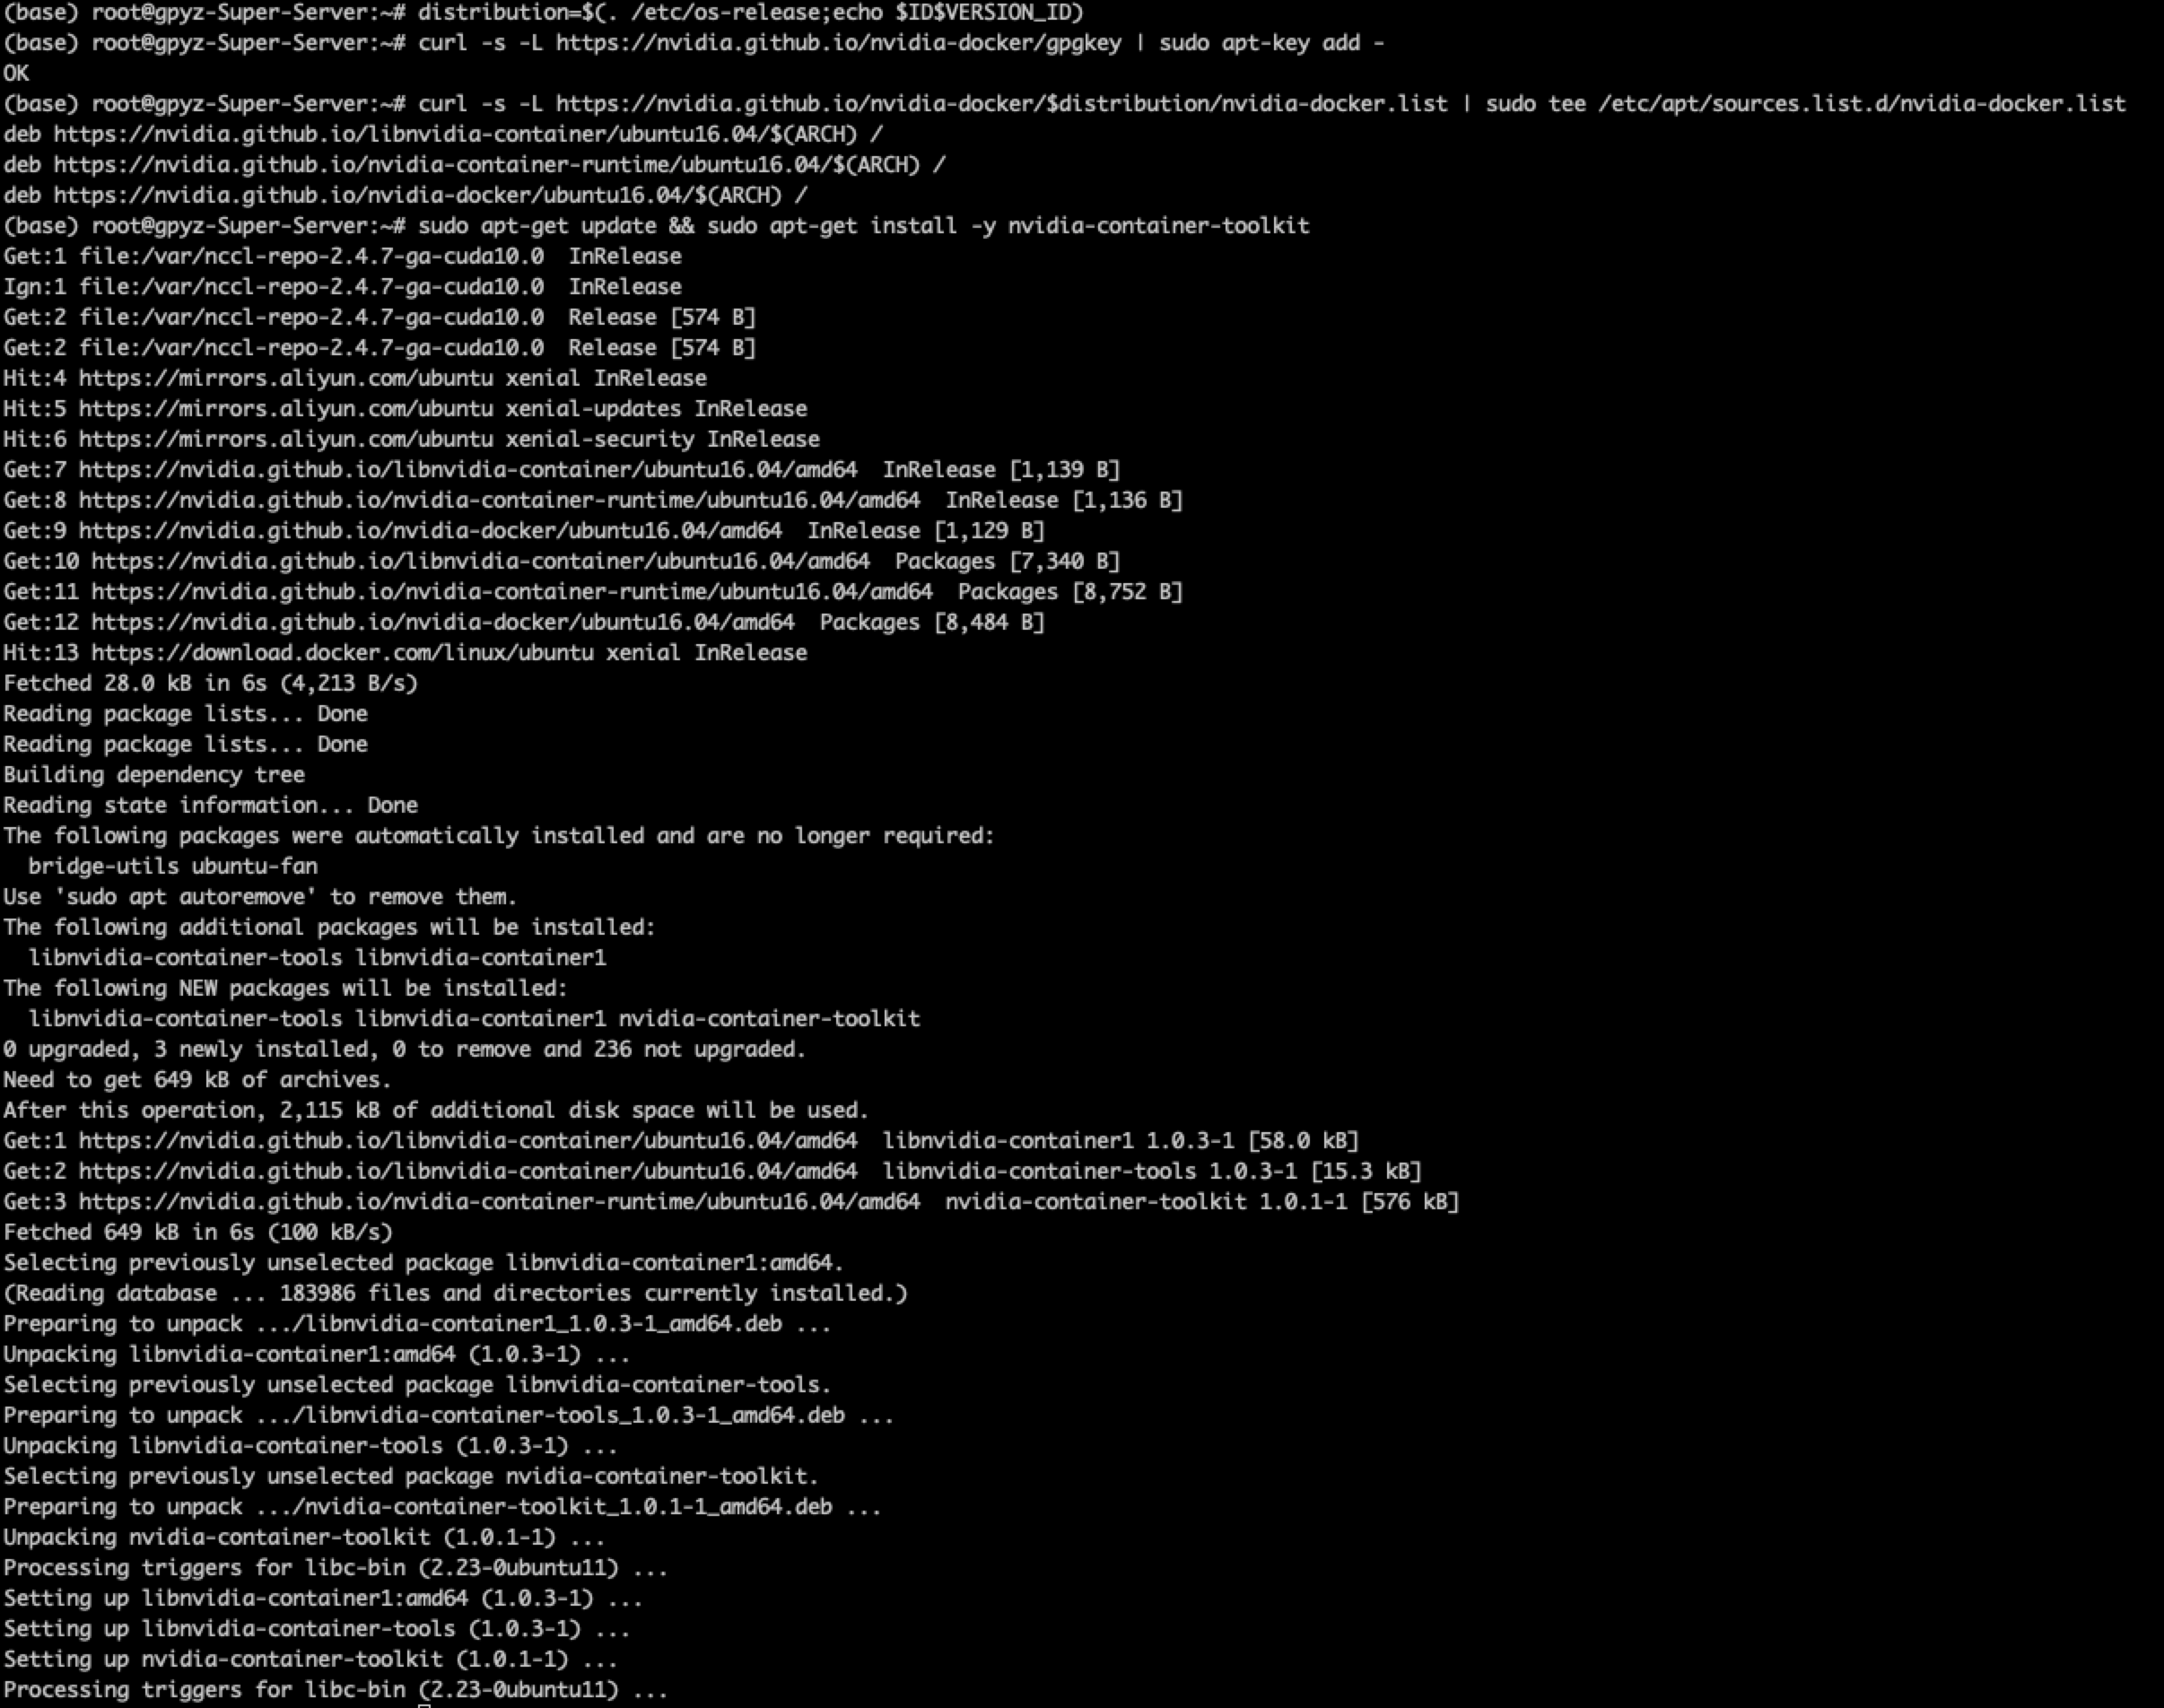 (base) root@gpyz-Super-Server:~# distribution=$(. /etc/os-release;echo $ID$VERSION_ID)
(base) root@gpyz-Super-Server:~# curl -s -L https://nvidia.github.io/nvidia-docker/gpgkey | sudo apt-key add -
OK
(base) root@gpyz-Super-Server:~# curl -s -L https://nvidia.github.io/nvidia-docker/$distribution/nvidia-docker.list | sudo tee /etc/apt/sources.list.d/nvidia-docker.list
deb https://nvidia.github.io/libnvidia-container/ubuntu16.04/$(ARCH) /
deb https://nvidia.github.io/nvidia-container-runtime/ubuntu16.04/$(ARCH) /
deb https://nvidia.github.io/nvidia-docker/ubuntu16.04/$(ARCH) /
(base) root@gpyz-Super-Server:~# sudo apt-get update && sudo apt-get install -y nvidia-container-toolkit
Get:1 file:/var/nccl-repo-2.4.7-ga-cuda10.0  InRelease
Ign:1 file:/var/nccl-repo-2.4.7-ga-cuda10.0  InRelease
Get:2 file:/var/nccl-repo-2.4.7-ga-cuda10.0  Release [574 B]
Get:2 file:/var/nccl-repo-2.4.7-ga-cuda10.0  Release [574 B]
Hit:4 https://mirrors.aliyun.com/ubuntu xenial InRelease
Hit:5 https://mirrors.aliyun.com/ubuntu xenial-updates InRelease
Hit:6 https://mirrors.aliyun.com/ubuntu xenial-security InRelease
Get:7 https://nvidia.github.io/libnvidia-container/ubuntu16.04/amd64  InRelease [1,139 B]
Get:8 https://nvidia.github.io/nvidia-container-runtime/ubuntu16.04/amd64  InRelease [1,136 B]
Get:9 https://nvidia.github.io/nvidia-docker/ubuntu16.04/amd64  InRelease [1,129 B]
Get:10 https://nvidia.github.io/libnvidia-container/ubuntu16.04/amd64  Packages [7,340 B]
Get:11 https://nvidia.github.io/nvidia-container-runtime/ubuntu16.04/amd64  Packages [8,752 B]
Get:12 https://nvidia.github.io/nvidia-docker/ubuntu16.04/amd64  Packages [8,484 B]
Hit:13 https://download.docker.com/linux/ubuntu xenial InRelease
Fetched 28.0 kB in 6s (4,213 B/s)
Reading package lists... Done
Reading package lists... Done
Building dependency tree
Reading state information... Done
The following packages were automatically installed and are no longer required:
  bridge-utils ubuntu-fan
Use 'sudo apt autoremove' to remove them.
The following additional packages will be installed:
  libnvidia-container-tools libnvidia-container1
The following NEW packages will be installed:
  libnvidia-container-tools libnvidia-container1 nvidia-container-toolkit
0 upgraded, 3 newly installed, 0 to remove and 236 not upgraded.
Need to get 649 kB of archives.
After this operation, 2,115 kB of additional disk space will be used.
Get:1 https://nvidia.github.io/libnvidia-container/ubuntu16.04/amd64  libnvidia-container1 1.0.3-1 [58.0 kB]
Get:2 https://nvidia.github.io/libnvidia-container/ubuntu16.04/amd64  libnvidia-container-tools 1.0.3-1 [15.3 kB]
Get:3 https://nvidia.github.io/nvidia-container-runtime/ubuntu16.04/amd64  nvidia-container-toolkit 1.0.1-1 [576 kB]
Fetched 649 kB in 6s (100 kB/s)
Selecting previously unselected package libnvidia-container1:amd64.
(Reading database ... 183986 files and directories currently installed.)
Preparing to unpack .../libnvidia-container1_1.0.3-1_amd64.deb ...
Unpacking libnvidia-container1:amd64 (1.0.3-1) ...
Selecting previously unselected package libnvidia-container-tools.
Preparing to unpack .../libnvidia-container-tools_1.0.3-1_amd64.deb ...
Unpacking libnvidia-container-tools (1.0.3-1) ...
Selecting previously unselected package nvidia-container-toolkit.
Preparing to unpack .../nvidia-container-toolkit_1.0.1-1_amd64.deb ...
Unpacking nvidia-container-toolkit (1.0.1-1) ...
Processing triggers for libc-bin (2.23-0ubuntu11) ...
Setting up libnvidia-container1:amd64 (1.0.3-1) ...
Setting up libnvidia-container-tools (1.0.3-1) ...
Setting up nvidia-container-toolkit (1.0.1-1) ...
Processing triggers for libc-bin (2.23-0ubuntu11) ...